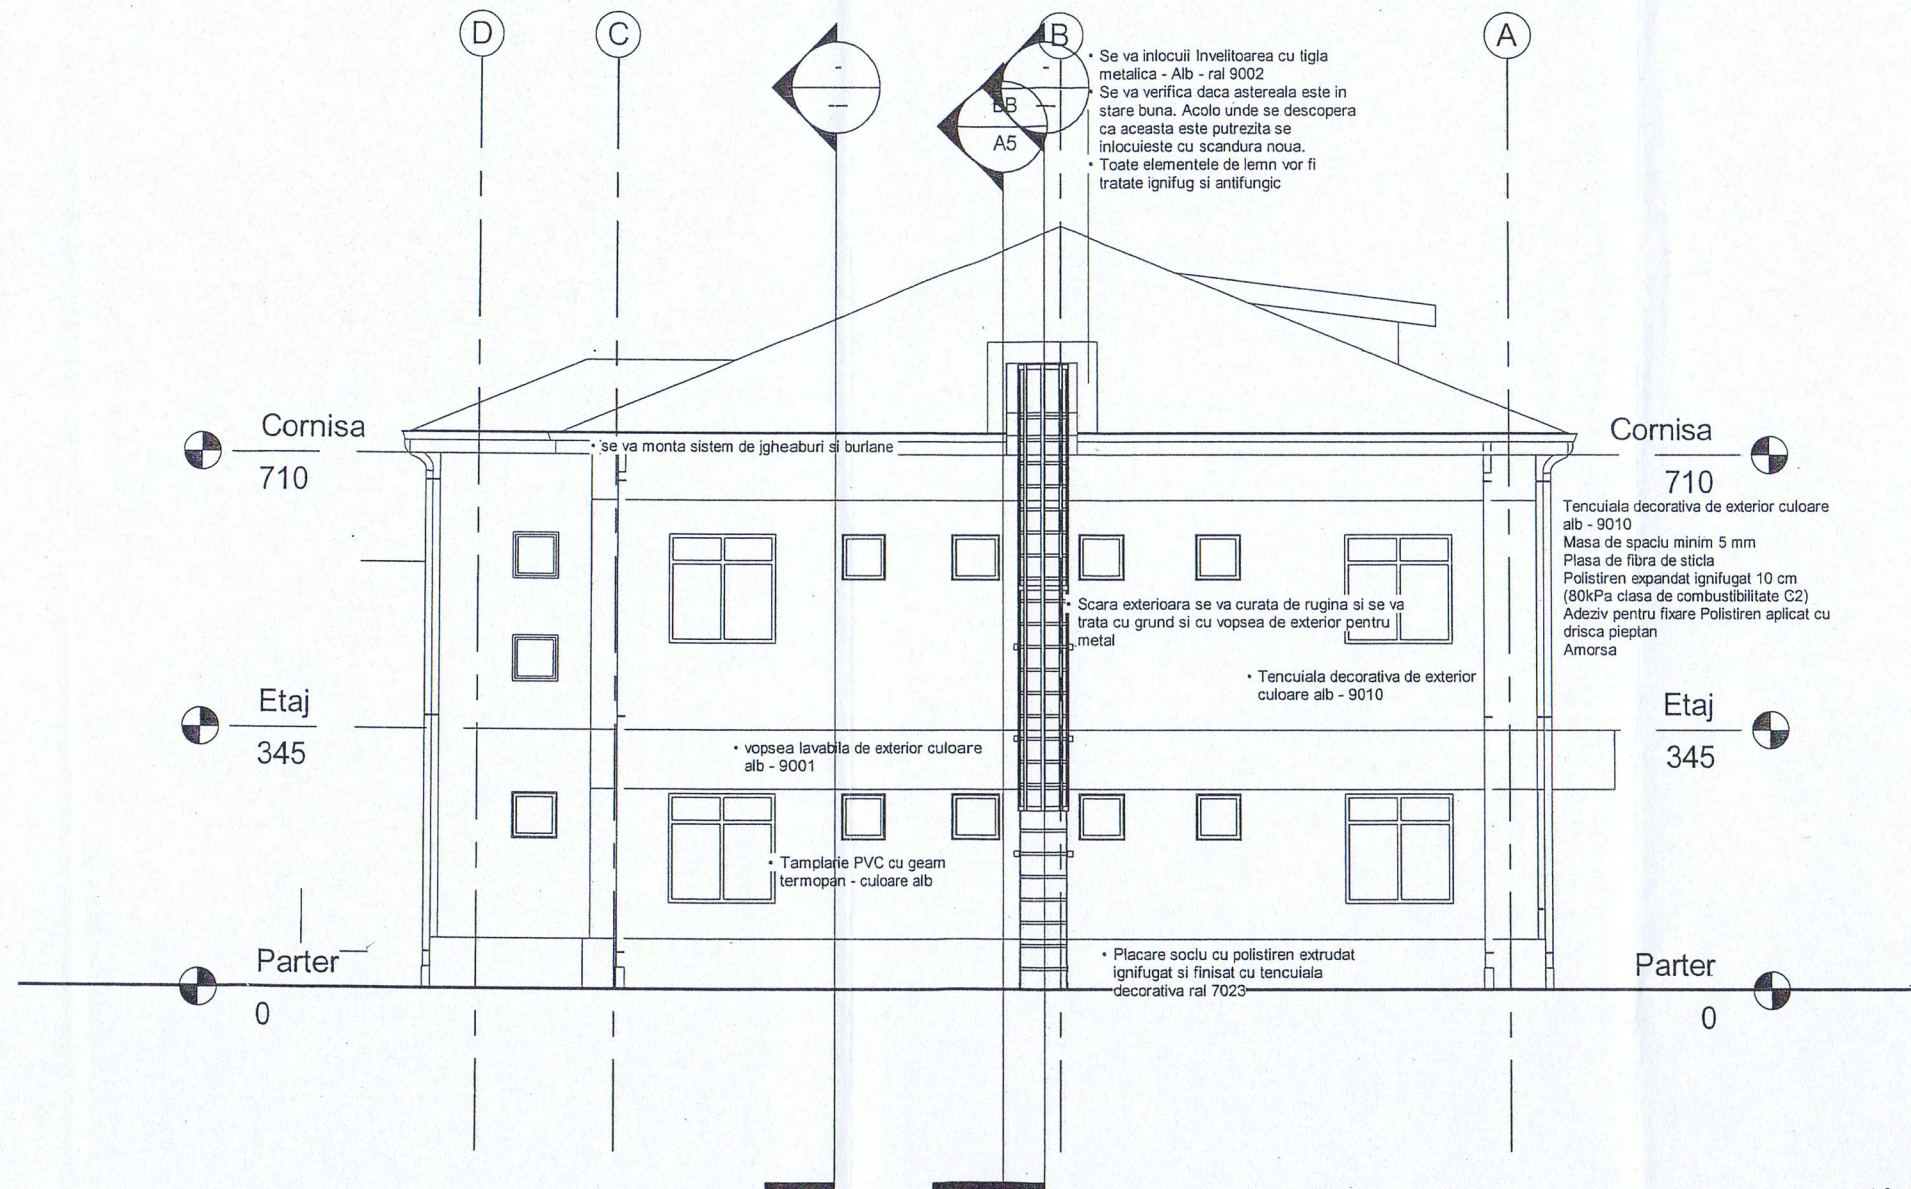 D
C
B
A
-
---
-
---
BB
A5
• Se va inlocuii Invelitoarea cu tigla
metalica - Alb - ral 9002
• Se va verifica daca astereala este in
stare buna. Acolo unde se descopera
ca aceasta este putrezita se
inlocuieste cu scandura noua.
• Toate elementele de lemn vor fi
tratate ignifug si antifungic
Cornisa
710
• se va monta sistem de jgheaburi si burlane
Cornisa
710
Tencuiala decorativa de exterior culoare
alb - 9010
Masa de spaclu minim 5 mm
Plasa de fibra de sticla
Polistiren expandat ignifugat 10 cm
(80kPa clasa de combustibilitate C2)
Adeziv pentru fixare Polistiren aplicat cu
drisca pieptan
Amorsa
• Scara exterioara se va curata de rugina si se va
trata cu grund si cu vopsea de exterior pentru
metal
• Tencuiala decorativa de exterior
culoare alb - 9010
Etaj
345
Etaj
345
• vopsea lavabila de exterior culoare
alb - 9001
• Tamplarie PVC cu geam
termopan - culoare alb
• Placare soclu cu polistiren extrudat
ignifugat si finisat cu tencuiala
decorativa ral 7023
Parter
0
Parter
0